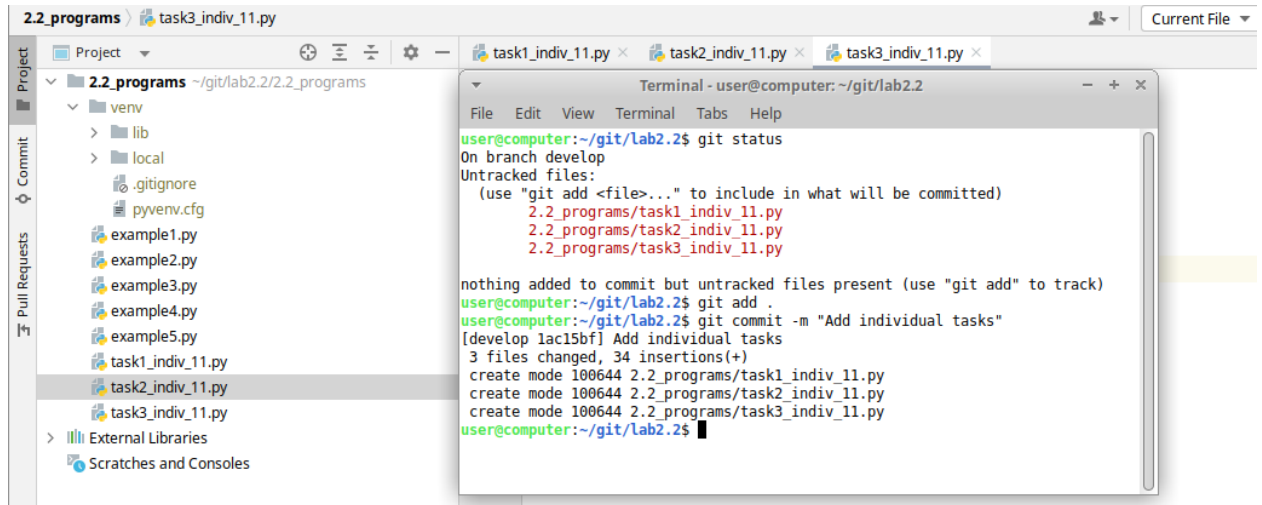 2.2_programs task3_indiv_11.py
Current File
Project
task1_indiv_11.py
task2_indiv_11.py
task3_indiv_11.py
Project
Commit
Pull Requests
2.2_programs ~/git/lab2.2/2.2_programs
venv
lib
local
.gitignore
pyvenv.cfg
example1.py
example2.py
example3.py
example4.py
example5.py
task1_indiv_11.py
task2_indiv_11.py
task3_indiv_11.py
External Libraries
Scratches and Consoles
Terminal - user@computer: ~/git/lab2.2
File Edit View Terminal Tabs Help
user@computer:~/git/lab2.2$ git status
On branch develop
Untracked files:
  (use "git add <file>..." to include in what will be committed)
        2.2_programs/task1_indiv_11.py
        2.2_programs/task2_indiv_11.py
        2.2_programs/task3_indiv_11.py
nothing added to commit but untracked files present (use "git add" to track)
user@computer:~/git/lab2.2$ git add .
user@computer:~/git/lab2.2$ git commit -m "Add individual tasks"
[develop 1ac15bf] Add individual tasks
 3 files changed, 34 insertions(+)
 create mode 100644 2.2_programs/task1_indiv_11.py
 create mode 100644 2.2_programs/task2_indiv_11.py
 create mode 100644 2.2_programs/task3_indiv_11.py
user@computer:~/git/lab2.2$